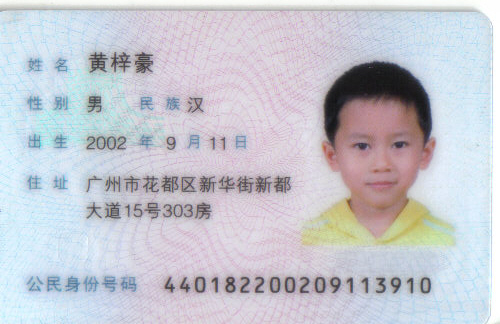 姓名 黄梓豪
性别 男 民族 汉
出生 2002 年 9 月 11 日
住址 广州市花都区新华街新都
大道15号303房
公民身份号码 440182200209113910